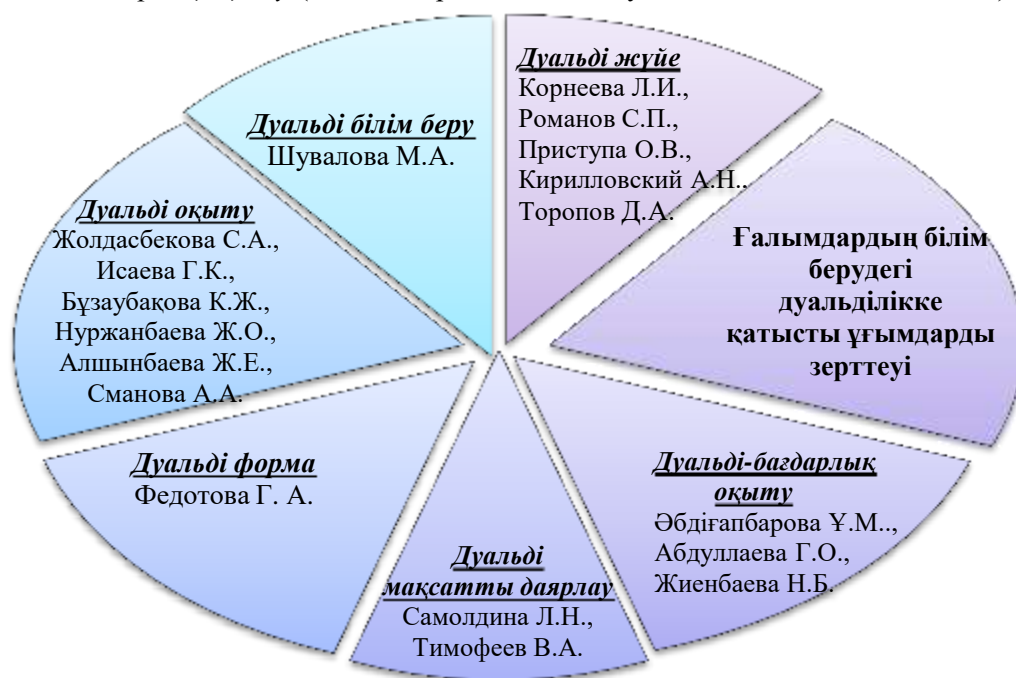 Дуальді жүйе
Корнеева Л.И.,
Романов С.П.,
Приступа О.В.,
Кирилловский А.Н..
Торопов Д.А.
Ғалымдардың білім
берудегі
дуальділікке
қатысты ұғымдарды
зерттеуі
Дуальді-бағдарлық
оқыту
Әбдіғапбарова Ұ.М..,
Абдуллаева Г.О.,
Жиенбаева Н.Б.
Дуальді
мақсатты даярлау
Самолдина Л.Н.,
Тимофеев В.А.
Дуальді форма
Федотова Г. А.
Дуальді оқыту
Жолдасбекова С.А.,
Исаева Г.К.,
Бұзаубақова К.Ж.,
Нуржанбаева Ж.О.,
Алшынбаева Ж.Е.,
Сманова А.А.
Дуальді білім беру
Шувалова М.А.